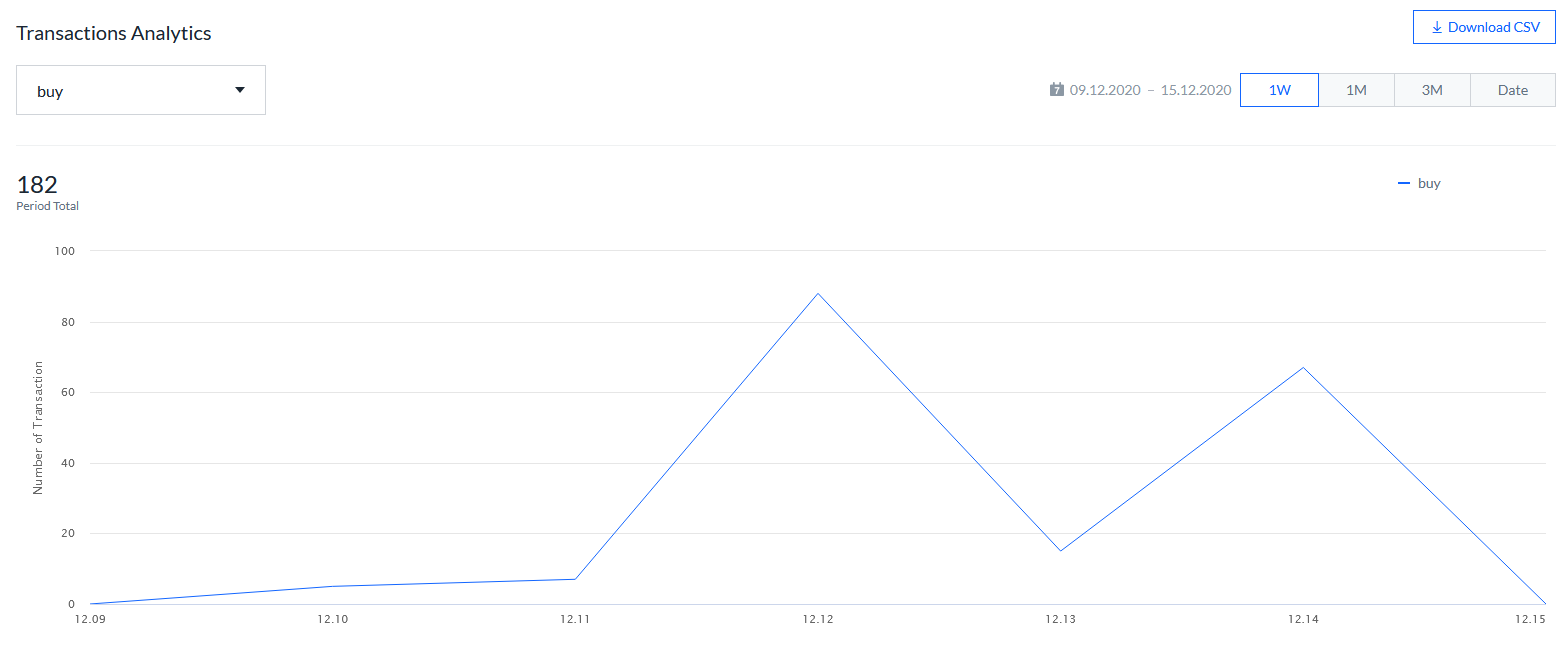 Transactions Analytics
Download CSV
buy
7
09.12.2020 – 15.12.2020
1W
1M
3M
Date
182
Period Total
buy
Number of Transaction
100
80
60
40
20
0
12.09
12.10
12.11
12.12
12.13
12.14
12.15